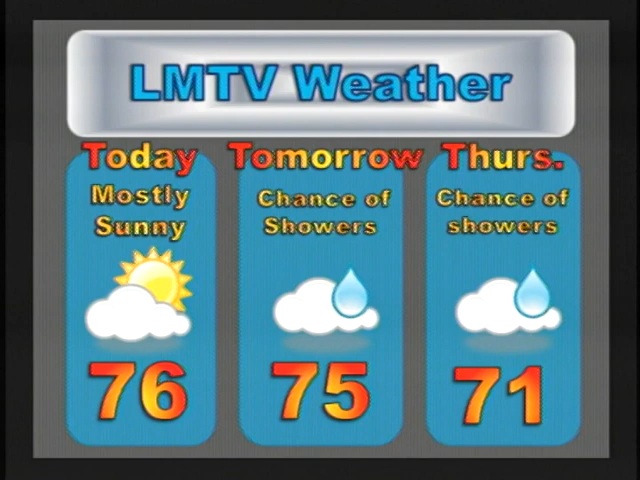 LMTV Weather
Today
Mostly
Sunny
76
Tomorrow
Chance of
Showers
75
Thurs.
Chance of
showers
71